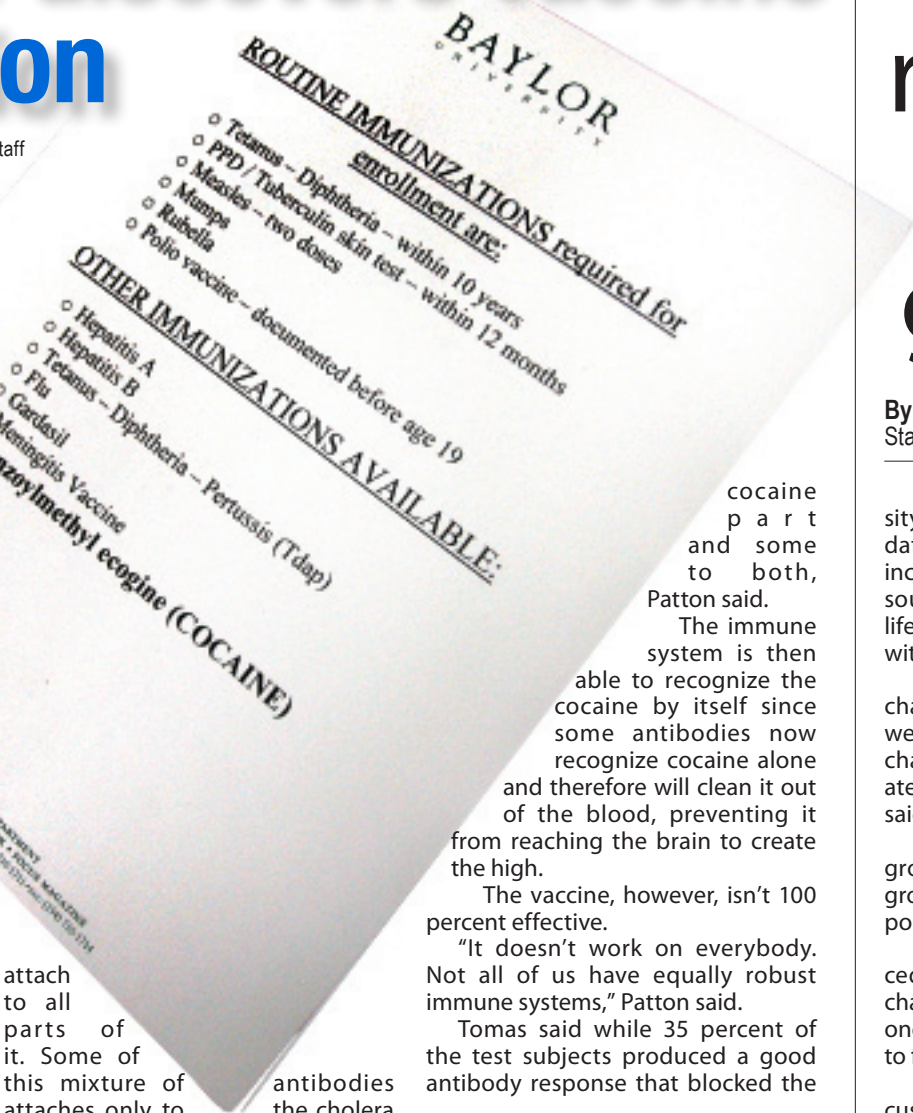 on
taff
BAYLOR
UNIVERSITY
ROUTINE IMMUNIZATIONS required for
enrollment are:
Tetanus – Diphtheria – within 10 years
PPD / Tuberculin skin test – within 12 months
Measles – two doses
Mumps
Rubella
Polio vaccine – documented before age 19
OTHER IMMUNIZATIONS AVAILABLE:
Hepatitis A
Hepatitis B
Tetanus – Diphtheria – Pertussis (Tdap)
Flu
Gardasil
Meningitis Vaccine
nzoylmethyl ecogine (COCAINE)
attach
to all
parts of
it. Some of
this mixture of
attaches only to
antibodies
the cholera
cocaine
part
and some
to both,
Patton said.
The immune
system is then
able to recognize the
cocaine by itself since
some antibodies now
recognize cocaine alone
and therefore will clean it out
of the blood, preventing it
from reaching the brain to create
the high.
The vaccine, however, isn't 100
percent effective.
“It doesn't work on everybody.
Not all of us have equally robust
immune systems,” Patton said.
Tomas said while 35 percent of
the test subjects produced a good
antibody response that blocked the
By
Sta
sity
dat
inc
sou
life
wit
cha
we
cha
ate
said
gro
gro
po
ced
cha
one
to f
cus